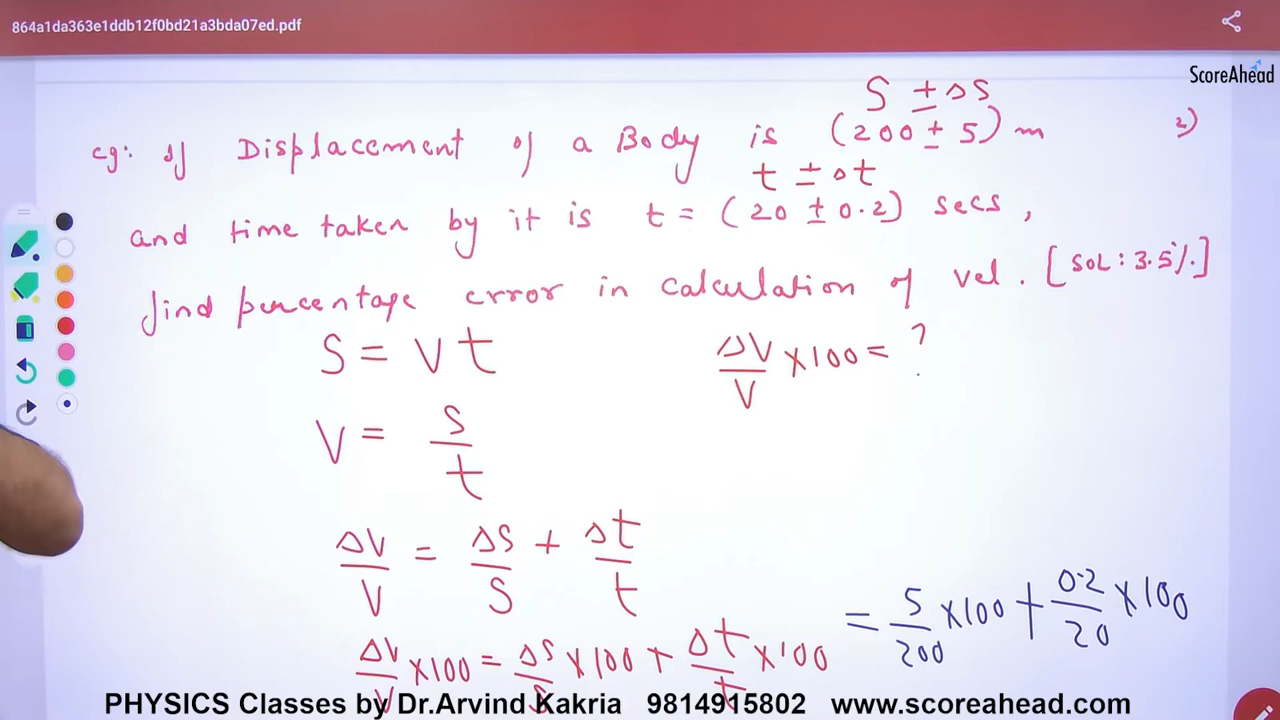 864a1da363e1ddb12f0bd21a3bda07ed.pdf
ScoreAhead
S ± ΔS
eg: If Displacement of a Body is (200 ± 5) m
2)
t ± Δt
and time taken by it is t = (20 ± 0.2) secs,
find percentage error in calculation of vel. [SOL: 3.5%]
S = v t
ΔV/V × 100 = ?
V = s/t
ΔV/V = ΔS/S + Δt/t
= 5/200 × 100 + 0.2/20 × 100
ΔV/V × 100 = ΔS/S × 100 + Δt/t × 100
PHYSICS Classes by Dr.Arvind Kakria 9814915802 www.scoreahead.com